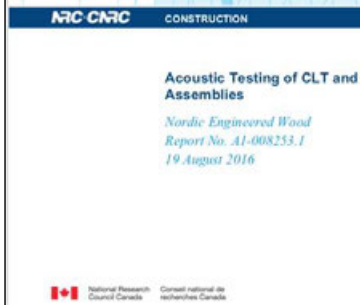 NRC·CNRC CONSTRUCTION
Acoustic Testing of CLT and
Assemblies
Nordic Engineered Wood
Report No. A1-008253.1
19 August 2016
National Research Conseil national de
Council Canada recherches Canada